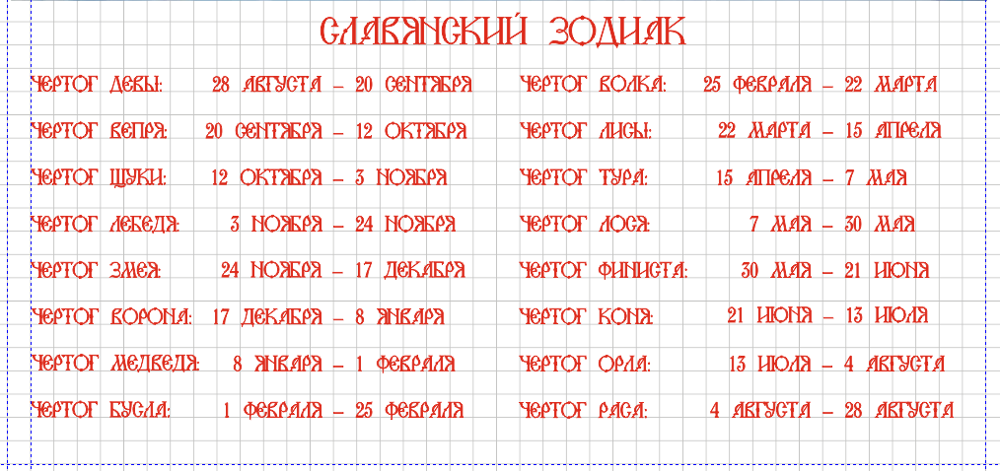 СЛАВЯНСКИЙ ЗОДИАК
ЧЕРТОГ ДЕВЫ: 28 АВГУСТА – 20 СЕНТЯБРЯ
ЧЕРТОГ ВЕПРЯ: 20 СЕНТЯБРЯ – 12 ОКТЯБРЯ
ЧЕРТОГ ЩУКИ: 12 ОКТЯБРЯ – 3 НОЯБРЯ
ЧЕРТОГ ЛЕБЕДЯ: 3 НОЯБРЯ – 24 НОЯБРЯ
ЧЕРТОГ ЗМЕЯ: 24 НОЯБРЯ – 17 ДЕКАБРЯ
ЧЕРТОГ ВОРОНА: 17 ДЕКАБРЯ – 8 ЯНВАРЯ
ЧЕРТОГ МЕДВЕДЯ: 8 ЯНВАРЯ – 1 ФЕВРАЛЯ
ЧЕРТОГ БУСЛА: 1 ФЕВРАЛЯ – 25 ФЕВРАЛЯ
ЧЕРТОГ ВОЛКА: 25 ФЕВРАЛЯ – 22 МАРТА
ЧЕРТОГ ЛИСЫ: 22 МАРТА – 15 АПРЕЛЯ
ЧЕРТОГ ТУРА: 15 АПРЕЛЯ – 7 МАЯ
ЧЕРТОГ ЛОСЯ: 7 МАЯ – 30 МАЯ
ЧЕРТОГ ФИНИСТА: 30 МАЯ – 21 ИЮНЯ
ЧЕРТОГ КОНЯ: 21 ИЮНЯ – 13 ИЮЛЯ
ЧЕРТОГ ОРЛА: 13 ИЮЛЯ – 4 АВГУСТА
ЧЕРТОГ РАСА: 4 АВГУСТА – 28 АВГУСТА